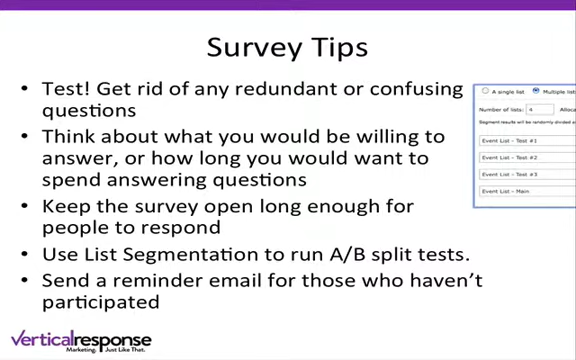 Survey Tips
• Test! Get rid of any redundant or confusing
questions
• Think about what you would be willing to
answer, or how long you would want to
spend answering questions
• Keep the survey open long enough for
people to respond
• Use List Segmentation to run A/B split tests.
• Send a reminder email for those who haven't
participated
A single list Multiple lists
Number of lists: 4 Alloca
Segment results will be randomly divided a
Event List - Test #1
Event List - Test #2
Event List - Test #3
Event List - Main
Verticalresponse
Marketing. Just Like That.